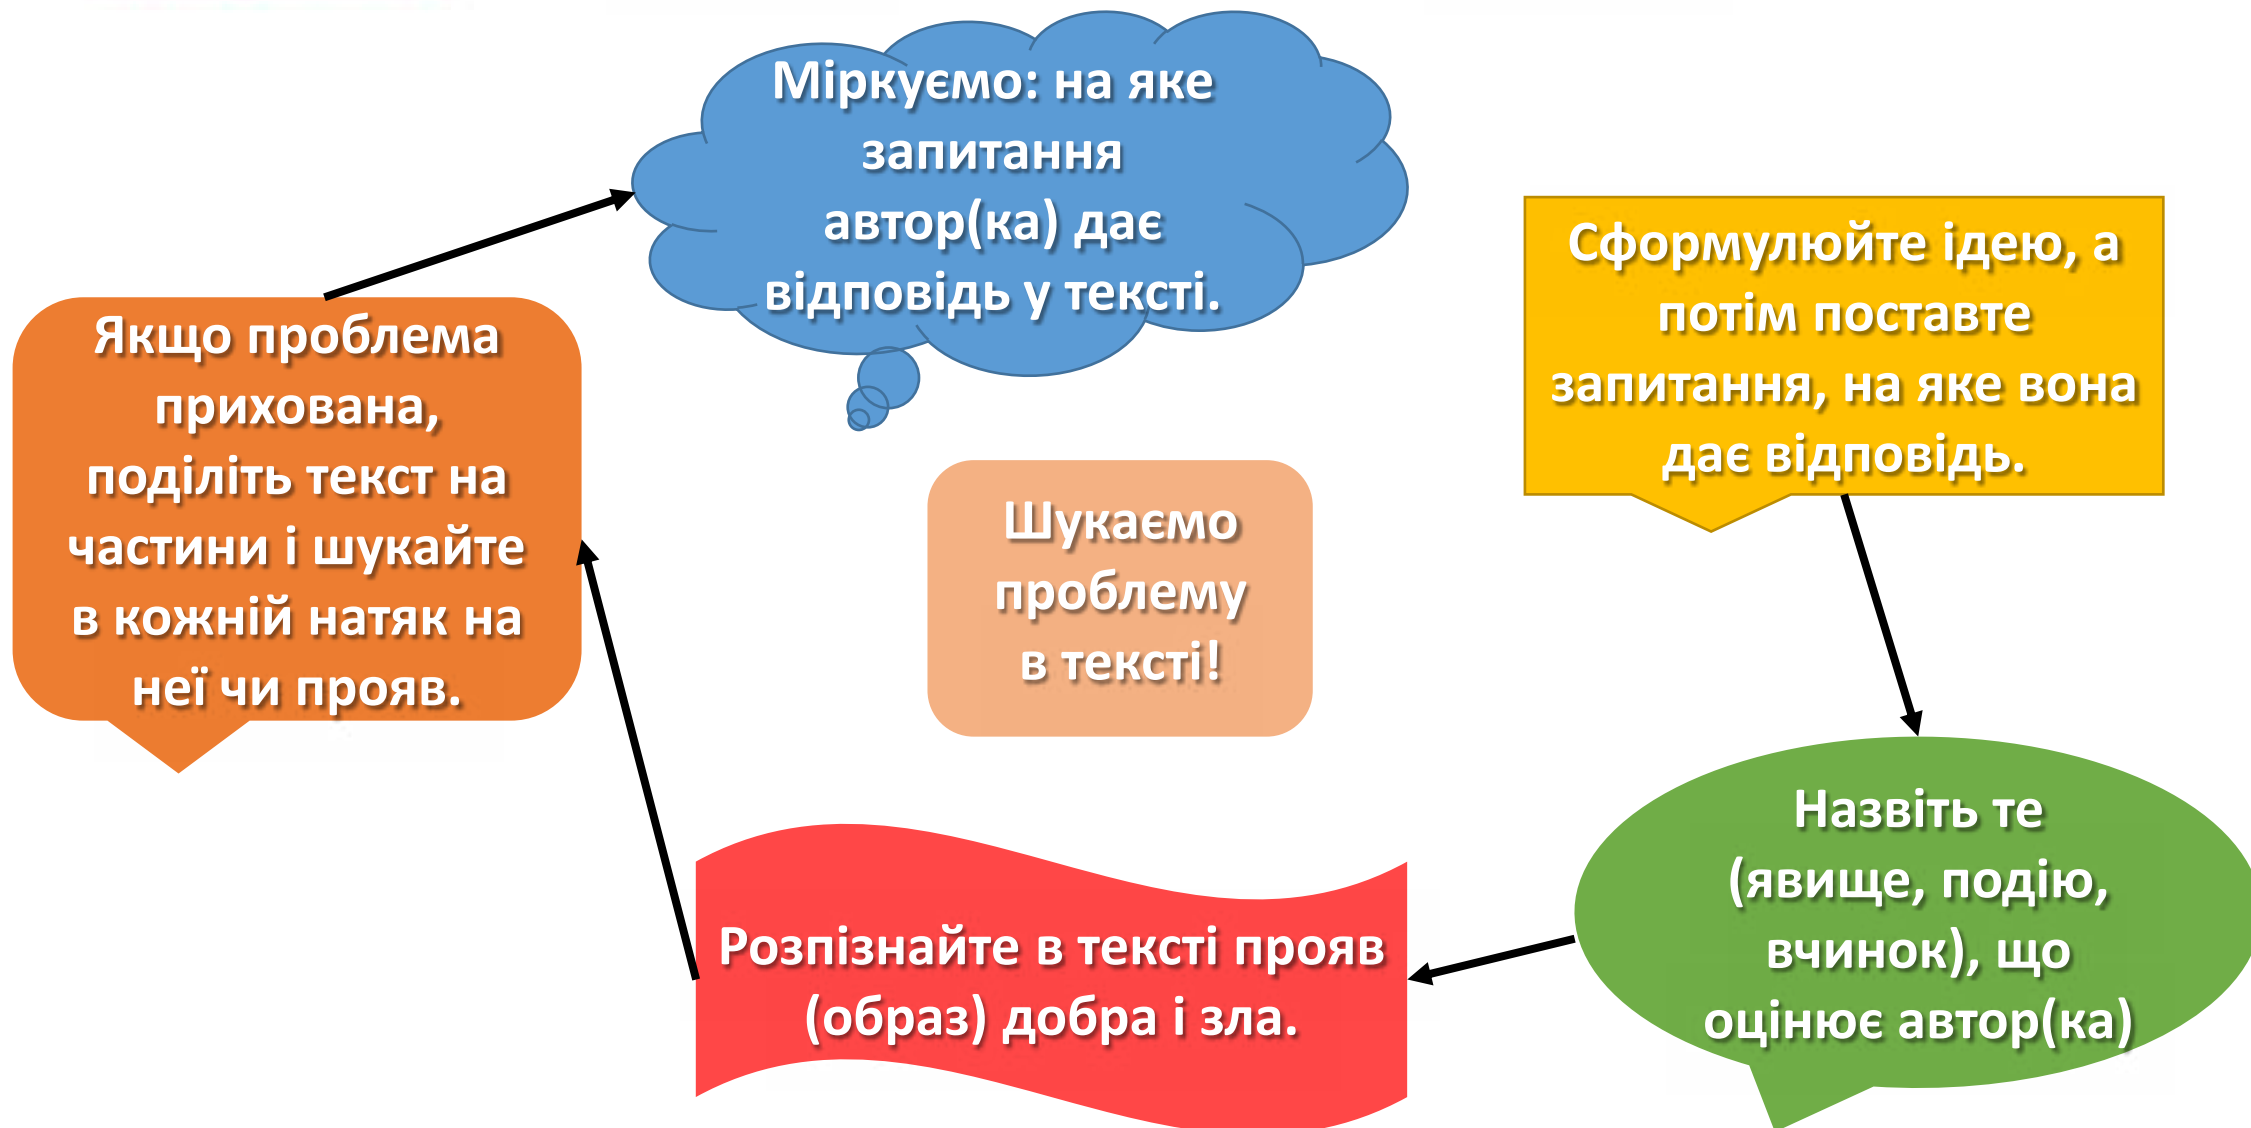 Міркуємо: на яке
запитання
автор(ка) дає
відповідь у тексті.
Сформулюйте ідею, а
потім поставте
запитання, на яке вона
дає відповідь.
Якщо проблема
прихована,
поділіть текст на
частини і шукайте
в кожній натяк на
неї чи прояв.
Шукаємо
проблему
в тексті!
Назвіть те
(явище, подію,
вчинок), що
оцінює автор(ка)
Розпізнайте в тексті прояв
(образ) добра і зла.